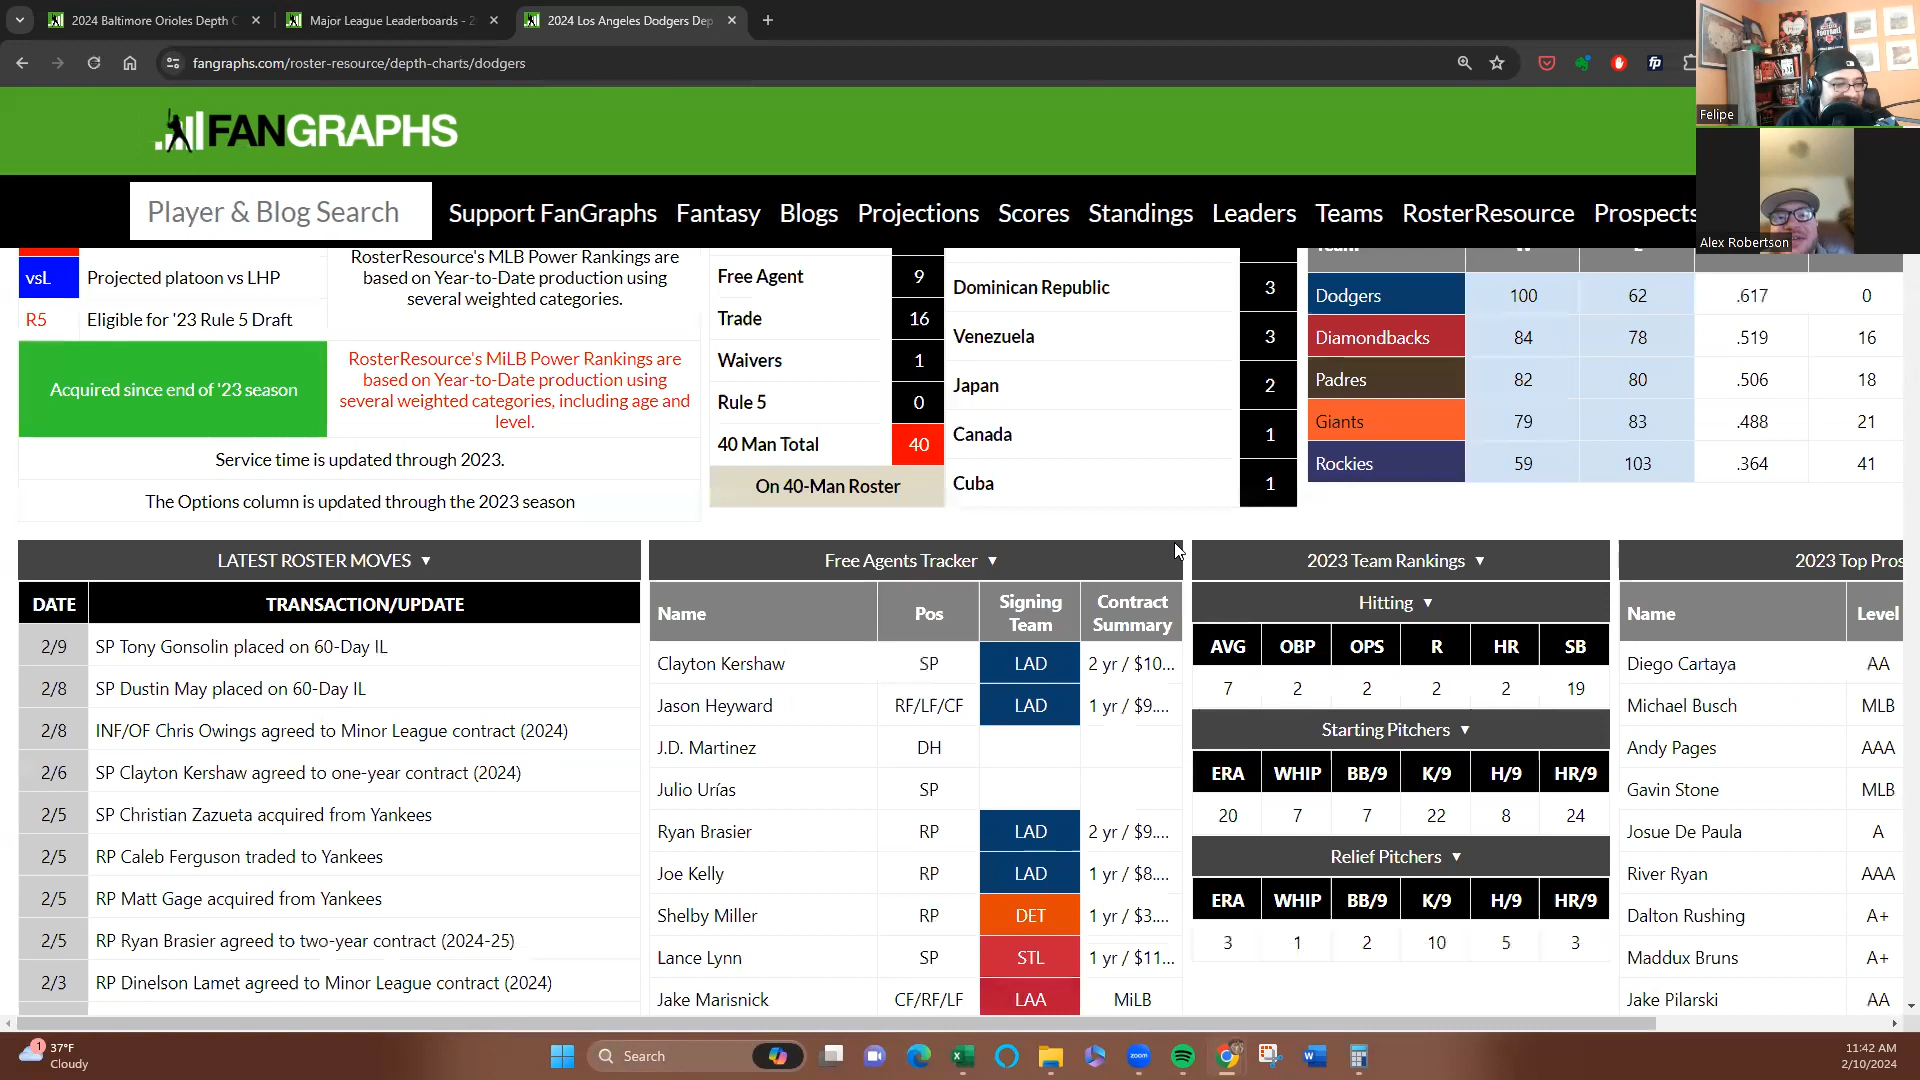 2024 Baltimore Orioles Depth C
Major League Leaderboards - 2
2024 Los Angeles Dodgers Dep
fangraphs.com/roster-resource/depth-charts/dodgers
FANGRAPHS
Player & Blog Search
Support FanGraphs
Fantasy
Blogs
Projections
Scores
Standings
Leaders
Teams
RosterResource
Prospects
Felipe
Alex Robertson
vsL Projected platoon vs LHP
R5 Eligible for '23 Rule 5 Draft
RosterResource's MLB Power Rankings are
based on Year-to-Date production using
several weighted categories.
Acquired since end of '23 season
RosterResource's MiLB Power Rankings are
based on Year-to-Date production using
several weighted categories, including age and
level.
Service time is updated through 2023.
The Options column is updated through the 2023 season
Free Agent 9
Trade 16
Waivers 1
Rule 5 0
40 Man Total 40
On 40-Man Roster
Dominican Republic 3
Venezuela 3
Japan 2
Canada 1
Cuba 1
Dodgers 100 62 .617 0
Diamondbacks 84 78 .519 16
Padres 82 80 .506 18
Giants 79 83 .488 21
Rockies 59 103 .364 41
LATEST ROSTER MOVES ▼
DATE TRANSACTION/UPDATE
2/9 SP Tony Gonsolin placed on 60-Day IL
2/8 SP Dustin May placed on 60-Day IL
2/8 INF/OF Chris Owings agreed to Minor League contract (2024)
2/6 SP Clayton Kershaw agreed to one-year contract (2024)
2/5 SP Christian Zazueta acquired from Yankees
2/5 RP Caleb Ferguson traded to Yankees
2/5 RP Matt Gage acquired from Yankees
2/5 RP Ryan Brasier agreed to two-year contract (2024-25)
2/3 RP Dinelson Lamet agreed to Minor League contract (2024)
Free Agents Tracker ▼
Name Pos Signing Team Contract Summary
Clayton Kershaw SP LAD 2 yr / $10...
Jason Heyward RF/LF/CF LAD 1 yr / $9....
J.D. Martinez DH
Julio Urías SP
Ryan Brasier RP LAD 2 yr / $9....
Joe Kelly RP LAD 1 yr / $8....
Shelby Miller RP DET 1 yr / $3....
Lance Lynn SP STL 1 yr / $11...
Jake Marisnick CF/RF/LF LAA MiLB
2023 Team Rankings ▼
Hitting ▼
AVG OBP OPS R HR SB
7 2 2 2 2 19
Starting Pitchers ▼
ERA WHIP BB/9 K/9 H/9 HR/9
20 7 7 22 8 24
Relief Pitchers ▼
ERA WHIP BB/9 K/9 H/9 HR/9
3 1 2 10 5 3
2023 Top Pros
Name Level
Diego Cartaya AA
Michael Busch MLB
Andy Pages AAA
Gavin Stone MLB
Josue De Paula A
River Ryan AAA
Dalton Rushing A+
Maddux Bruns A+
Jake Pilarski AA
1
37°F
Cloudy
Search
zoom
11:42 AM
2/10/2024